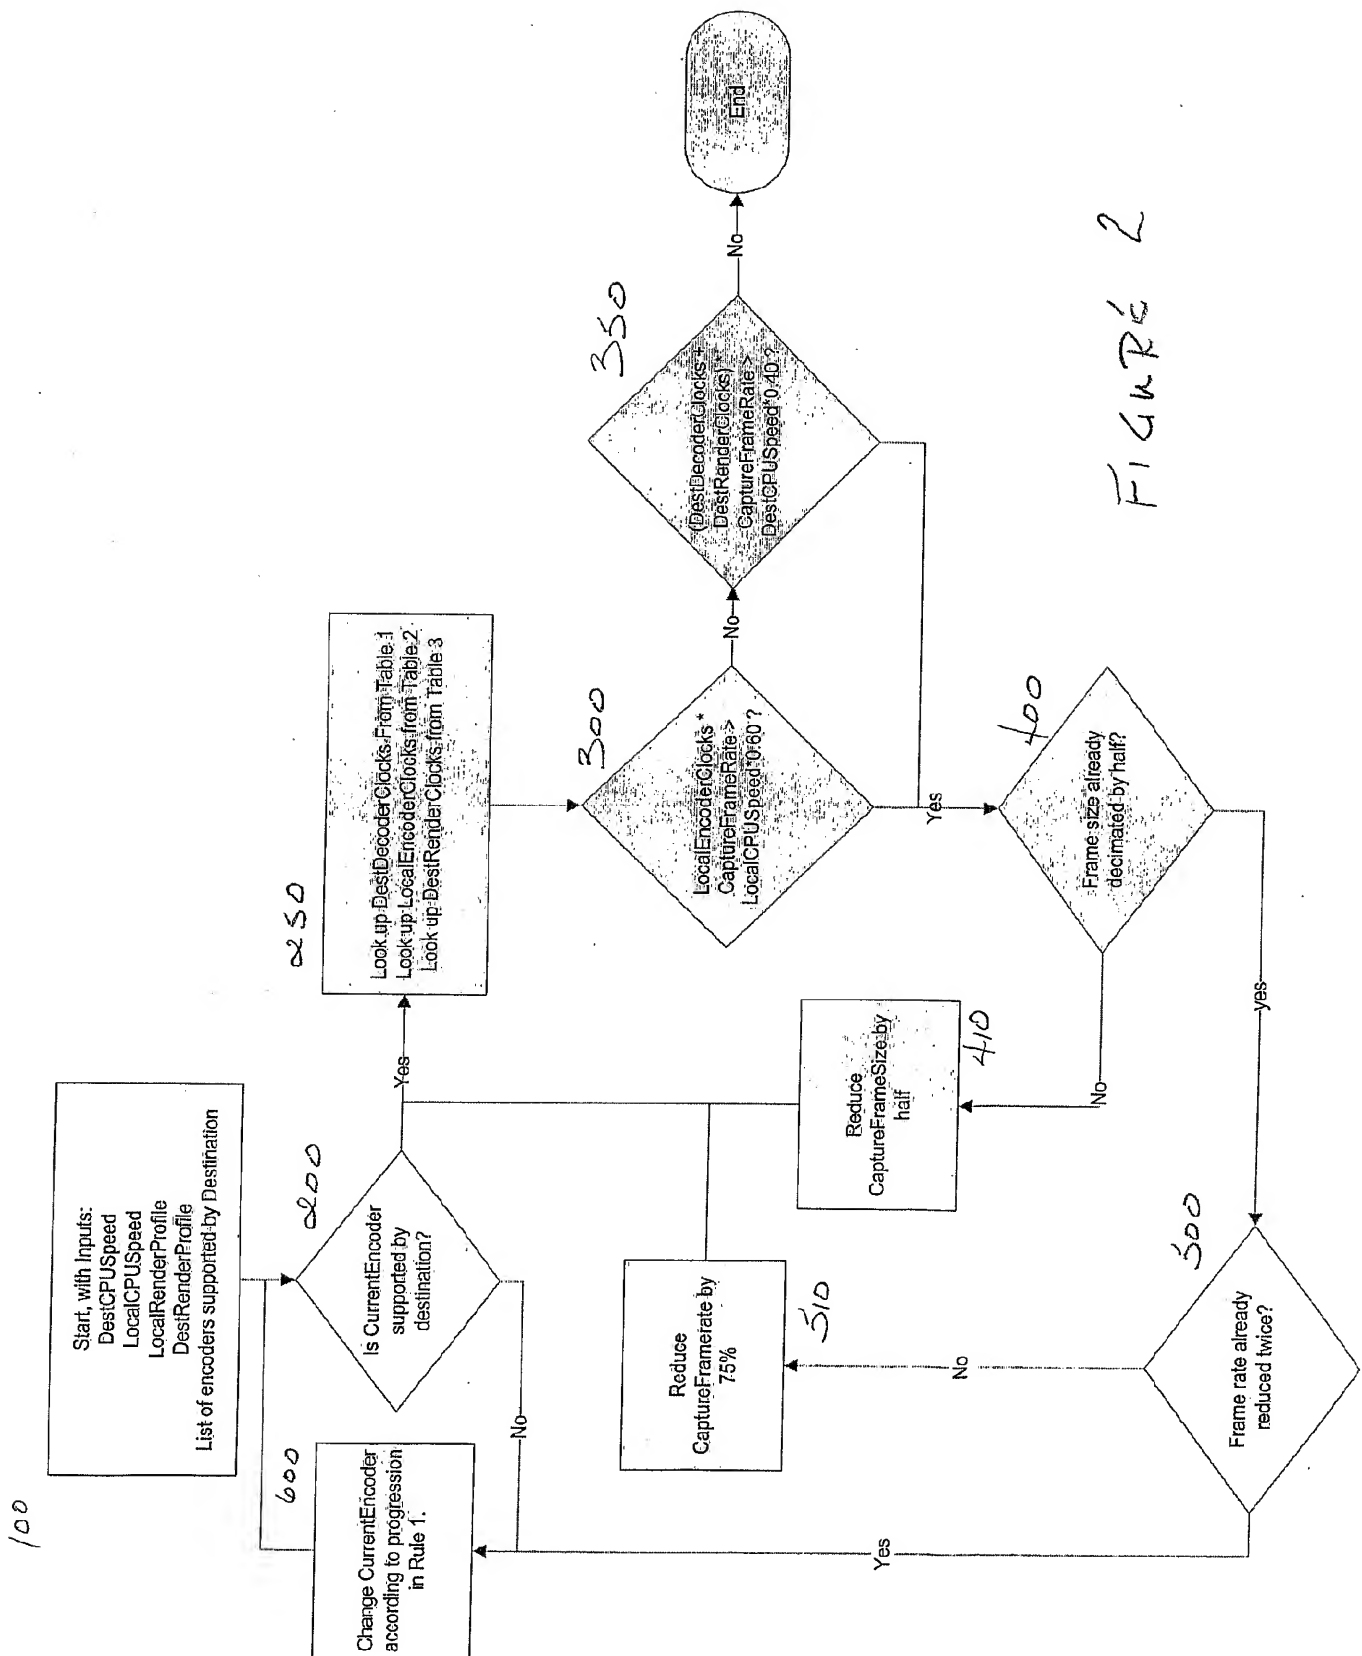 100
Start, with Inputs:
DestCPUSpeed
LocalCPUSpeed
LocalRenderProfile
DestRenderProfile
List of encoders supported by Destination
200
Is CurrentEncoder
supported by
destination?
Yes
No
600
Change CurrentEncoder
according to progression
in Rule 1.
250
Look up DestDecoderClocks From Table 1
Look up LocalEncoderClocks from Table 2
Look up DestRenderClocks from Table 3
300
LocalEncoderClocks *
CaptureFrameRate >
LocalCPUSpeed*0.60 ?
No
Yes
350
(DestDecoderClocks +
DestRenderClocks) *
CaptureFrameRate >
DestCPUSpeed*0.40 ?
No
End
400
Frame size already
decimated by half?
No
yes
410
Reduce
CaptureFrameSize by
half
500
Frame rate already
reduced twice?
No
Yes
510
Reduce
CaptureFramerate by
75%
FIGURE 2